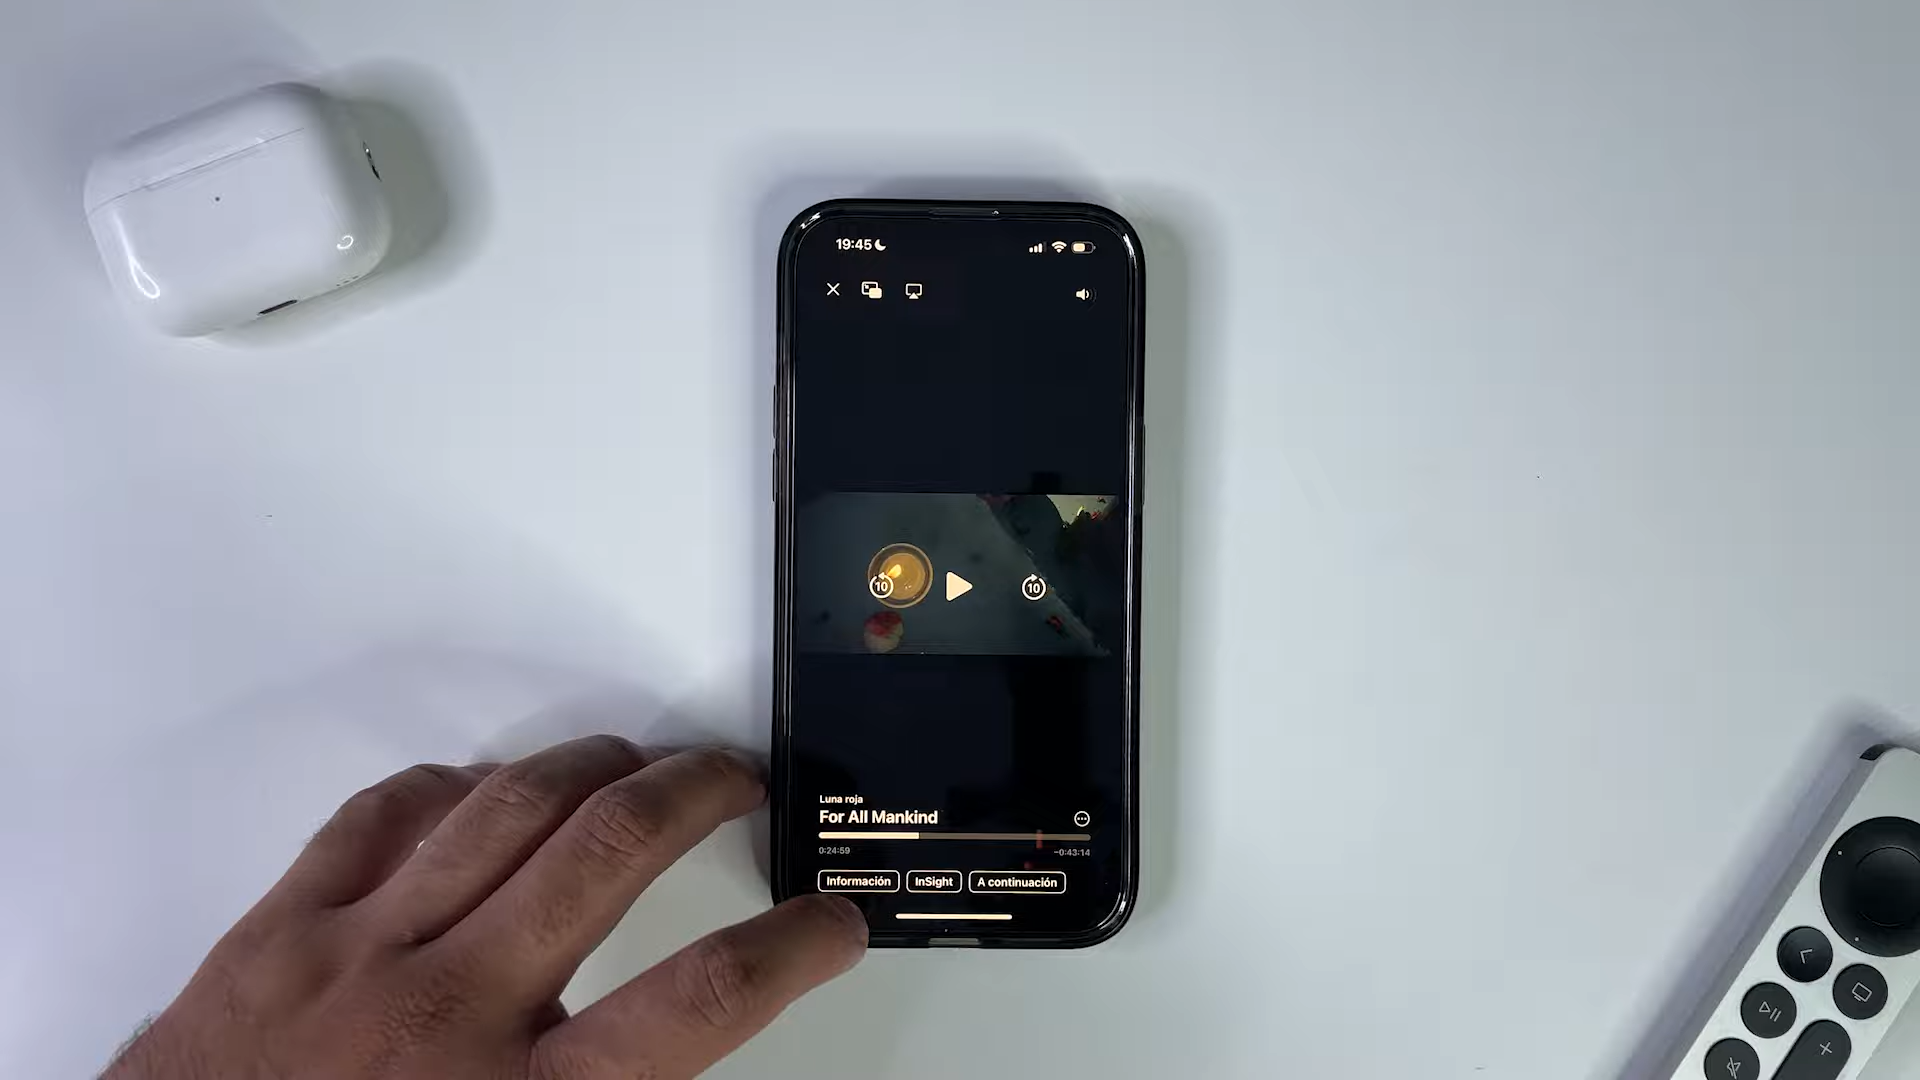 19:45
10
10
Luna roja
For All Mankind
0:24:59
-0:43:14
Información
InSight
A continuación